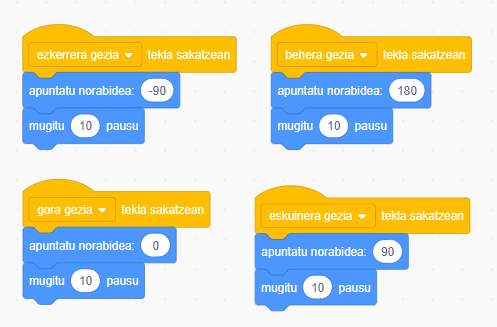 ezkerrera gezia tekla sakatzean
apuntatu norabidea: -90
mugitu 10 pausu
behera gezia tekla sakatzean
apuntatu norabidea: 180
mugitu 10 pausu
gora gezia tekla sakatzean
apuntatu norabidea: 0
mugitu 10 pausu
eskuinera gezia tekla sakatzean
apuntatu norabidea: 90
mugitu 10 pausu